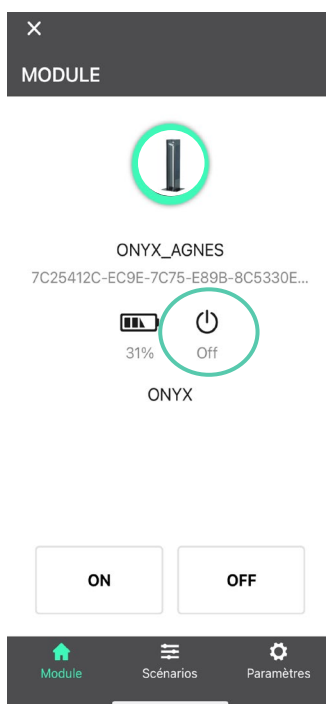 MODULE
ONYX_AGNES
7C25412C-EC9E-7C75-E89B-8C5330E...
31% Off
ONYX
ON OFF
Module Scénarios Paramètres